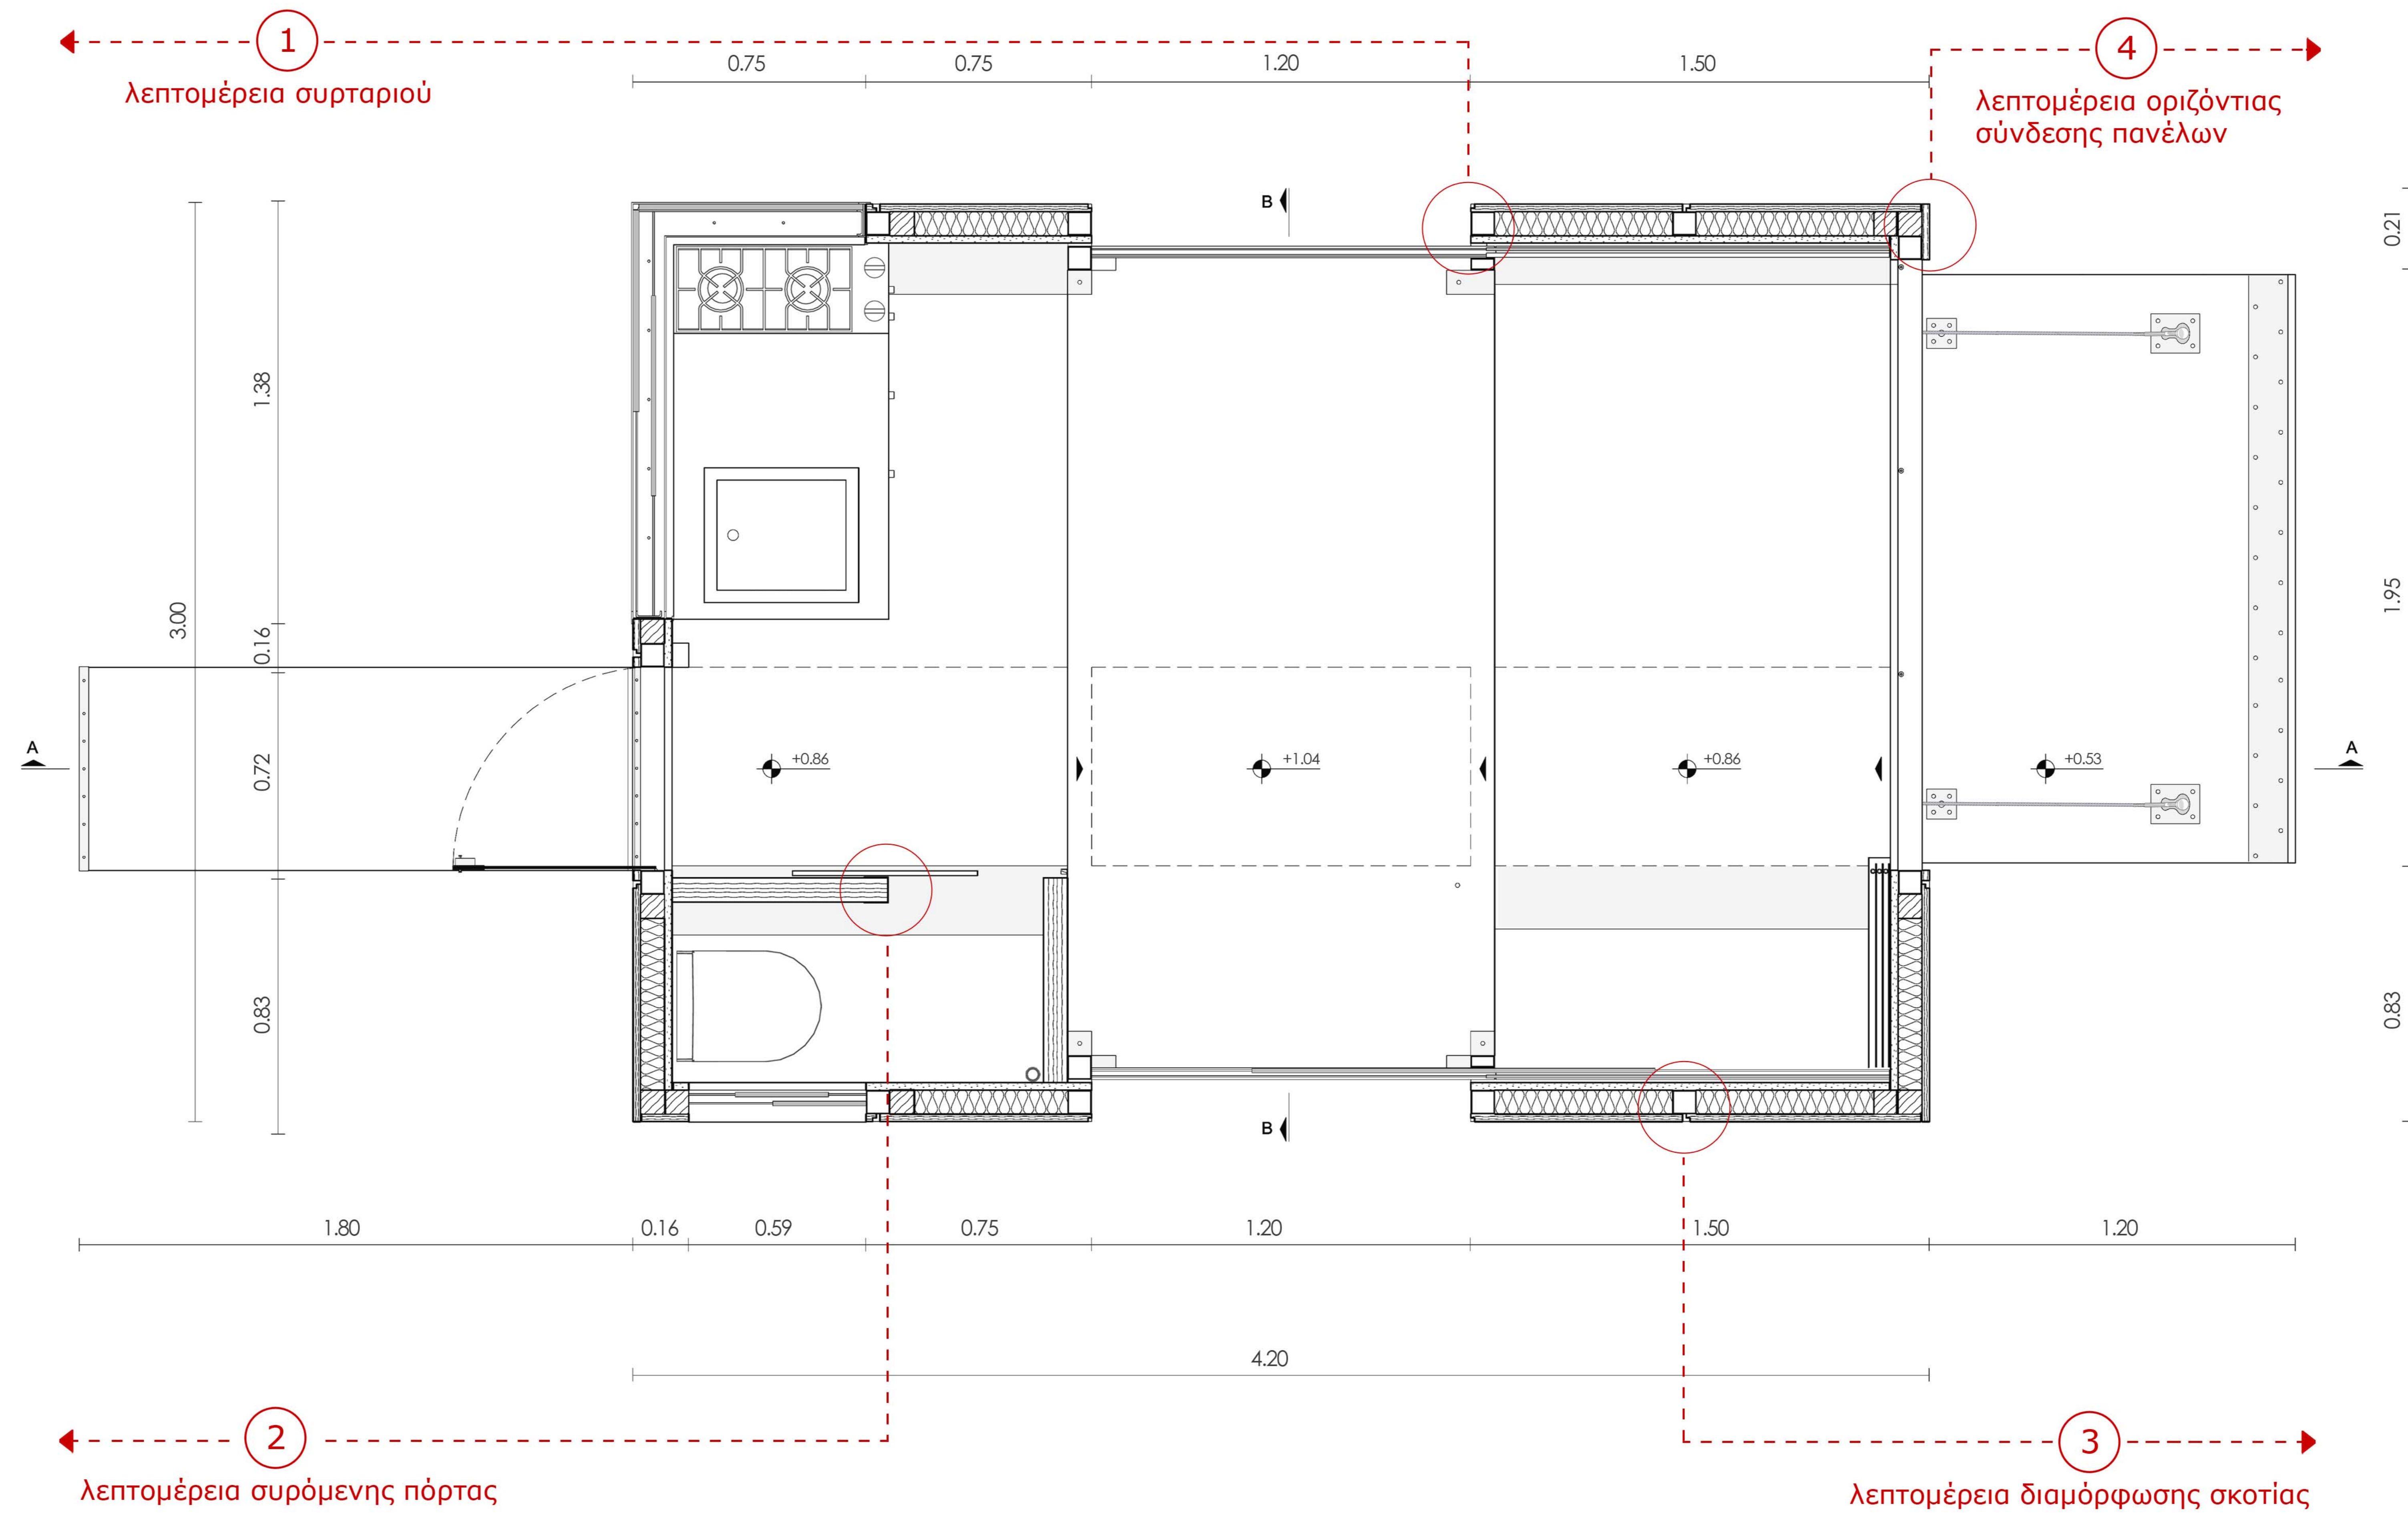 1
λεπτομέρεια συρταριού
4
λεπτομέρεια οριζόντιας
σύνδεσης πανέλων
0.75 0.75 1.20 1.50
B
0.21
1.38
3.00
0.16
1.95
A
0.72
+0.86
+1.04
+0.86
+0.53
A
0.83
0.83
B
1.80 0.16 0.59 0.75 1.20 1.50 1.20
4.20
2
λεπτομέρεια συρόμενης πόρτας
3
λεπτομέρεια διαμόρφωσης σκοτίας